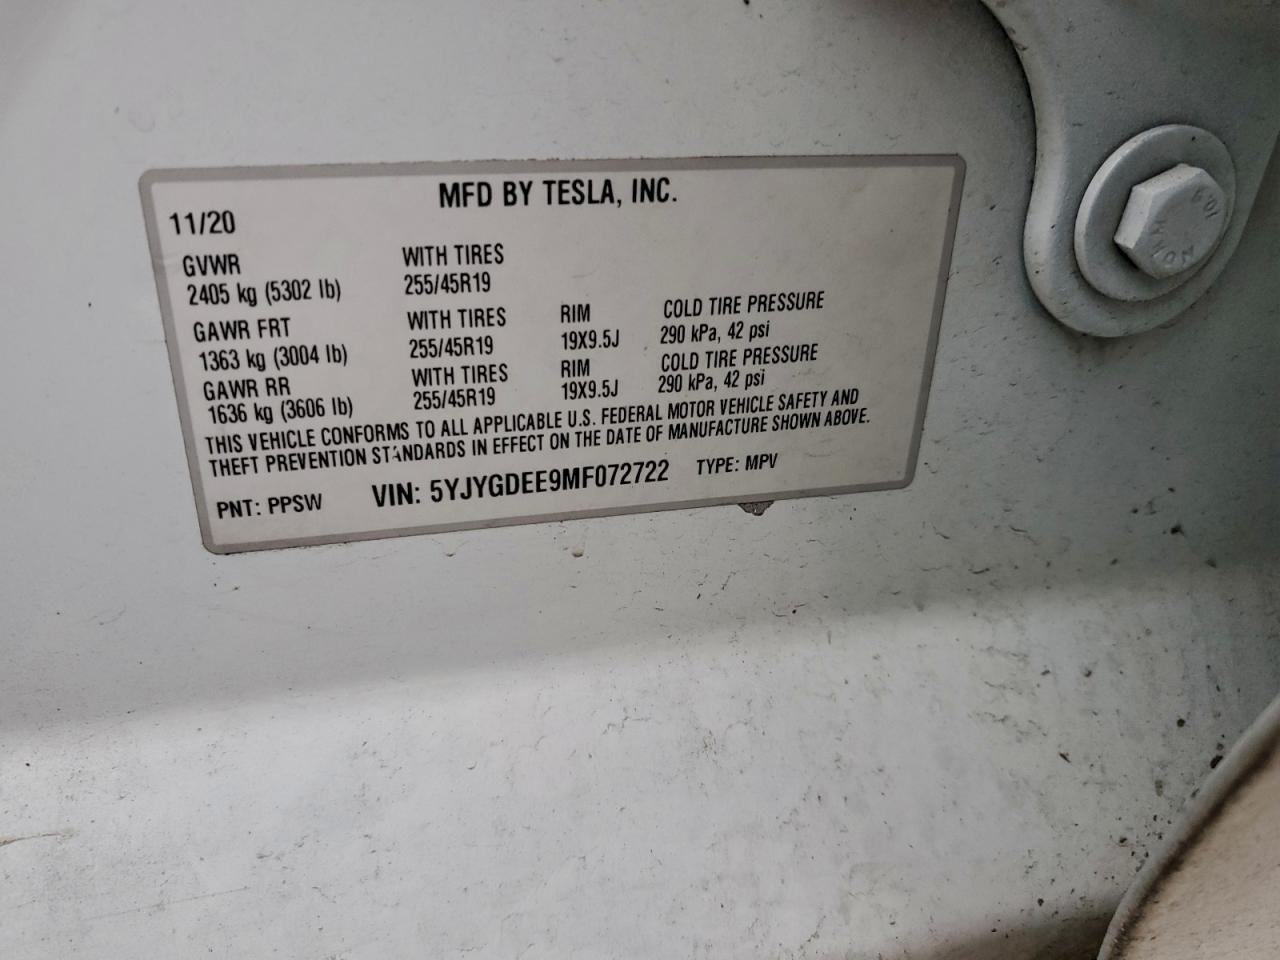 MFD BY TESLA, INC.
11/20
GVWR WITH TIRES
2405 kg (5302 lb) 255/45R19
GAWR FRT WITH TIRES RIM COLD TIRE PRESSURE
1363 kg (3004 lb) 255/45R19 19X9.5J 290 kPa, 42 psi
GAWR RR WITH TIRES RIM COLD TIRE PRESSURE
1636 kg (3606 lb) 255/45R19 19X9.5J 290 kPa, 42 psi
THIS VEHICLE CONFORMS TO ALL APPLICABLE U.S. FEDERAL MOTOR VEHICLE SAFETY AND
THEFT PREVENTION STANDARDS IN EFFECT ON THE DATE OF MANUFACTURE SHOWN ABOVE.
PNT: PPSW VIN: 5YJYGDEE9MF072722 TYPE: MPV
10.9